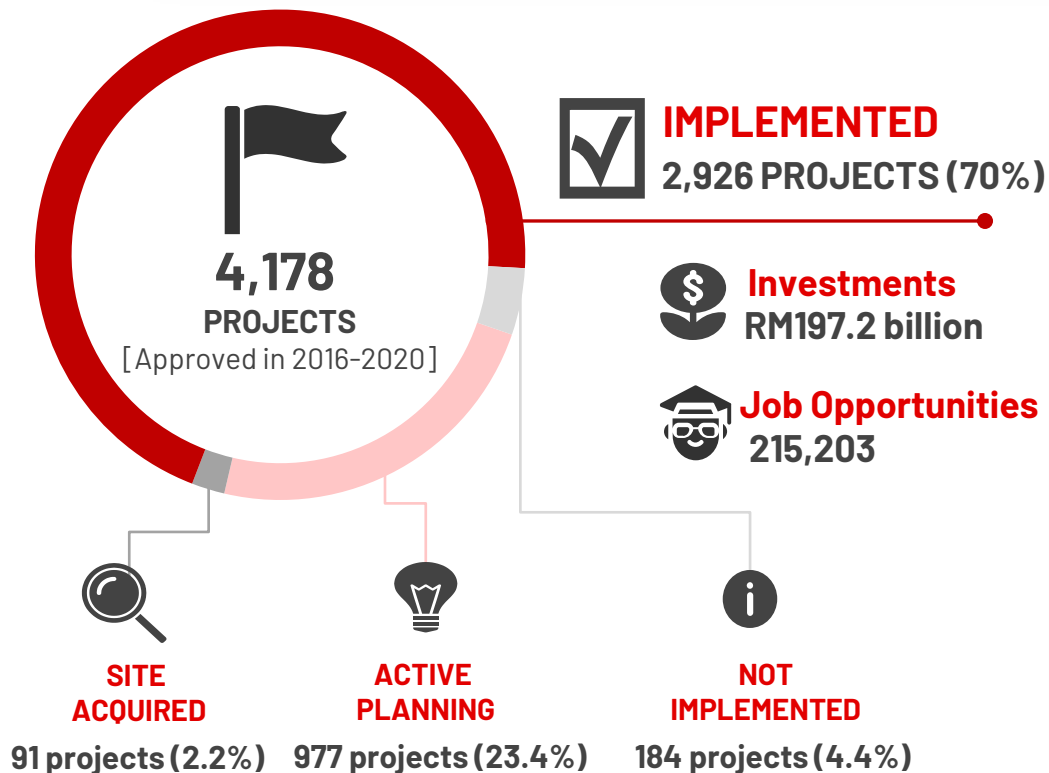 4,178
PROJECTS
[Approved in 2016-2020]
IMPLEMENTED
2,926 PROJECTS (70%)
$
Investments
RM197.2 billion
Job Opportunities
215,203
SITE
ACQUIRED
91 projects (2.2%)
ACTIVE
PLANNING
977 projects (23.4%)
i
NOT
IMPLEMENTED
184 projects (4.4%)